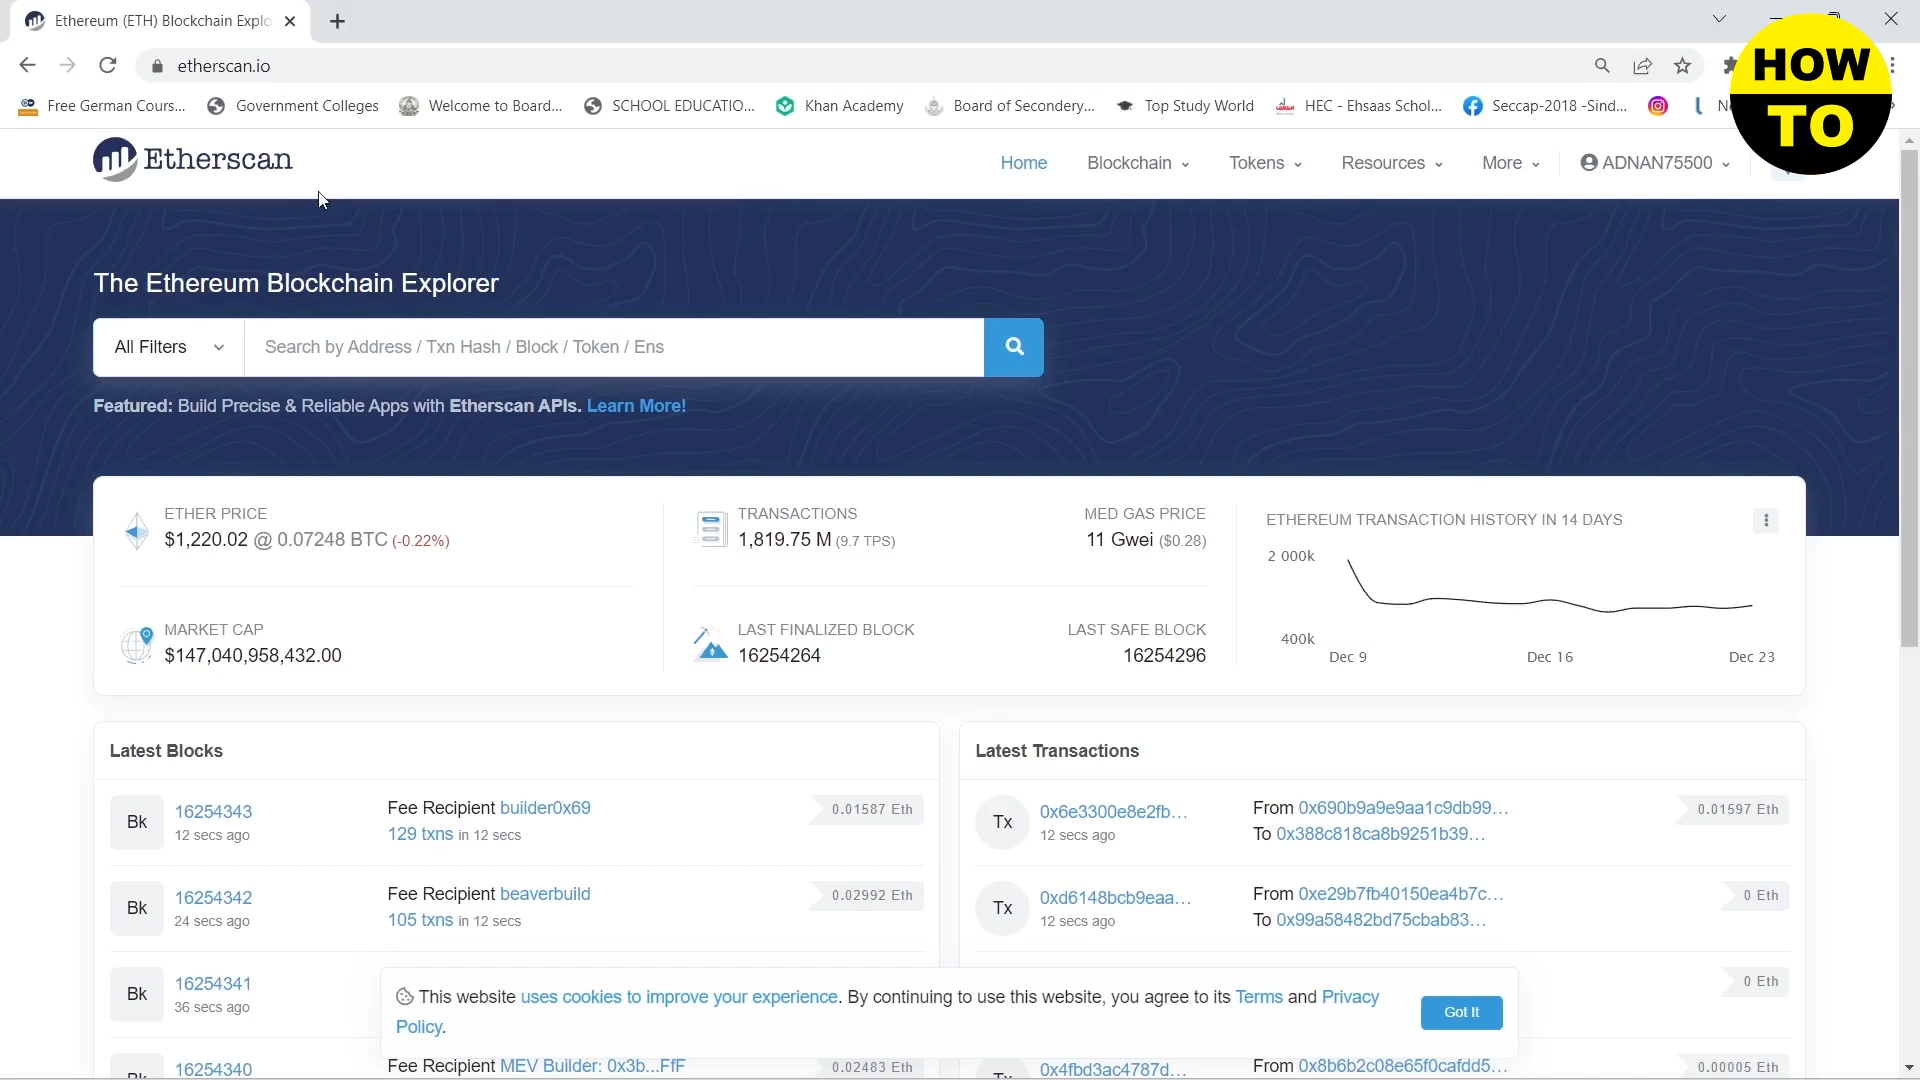 Ethereum (ETH) Blockchain Explo
etherscan.io
Free German Cours...
Government Colleges
Welcome to Board...
SCHOOL EDUCATIO...
Khan Academy
Board of Secondery...
Top Study World
HEC - Ehsaas Schol...
Seccap-2018 -Sind...
HOW
TO
Etherscan
Home
Blockchain
Tokens
Resources
More
ADNAN75500
The Ethereum Blockchain Explorer
All Filters
Search by Address / Txn Hash / Block / Token / Ens
Featured: Build Precise & Reliable Apps with Etherscan APIs. Learn More!
ETHER PRICE
$1,220.02 @ 0.07248 BTC (-0.22%)
MARKET CAP
$147,040,958,432.00
TRANSACTIONS
1,819.75 M (9.7 TPS)
MED GAS PRICE
11 Gwei ($0.28)
LAST FINALIZED BLOCK
16254264
LAST SAFE BLOCK
16254296
ETHEREUM TRANSACTION HISTORY IN 14 DAYS
2 000k
400k
Dec 9
Dec 16
Dec 23
Latest Blocks
Bk
16254343
12 secs ago
Fee Recipient builder0x69
129 txns in 12 secs
0.01587 Eth
Bk
16254342
24 secs ago
Fee Recipient beaverbuild
105 txns in 12 secs
0.02992 Eth
Bk
16254341
36 secs ago
Bk
16254340
Fee Recipient MEV Builder: 0x3b...FfF
0.02483 Eth
Latest Transactions
Tx
0x6e3300e8e2fb...
12 secs ago
From 0x690b9a9e9aa1c9db99...
To 0x388c818ca8b9251b39...
0.01597 Eth
Tx
0xd6148bcb9eaa...
12 secs ago
From 0xe29b7fb40150ea4b7c...
To 0x99a58482bd75cbab83...
0 Eth
0 Eth
Tx
0x4fbd3ac4787d...
From 0x8b6b2c08e65f0cafdd5...
0.00005 Eth
This website uses cookies to improve your experience. By continuing to use this website, you agree to its Terms and Privacy
Policy.
Got It